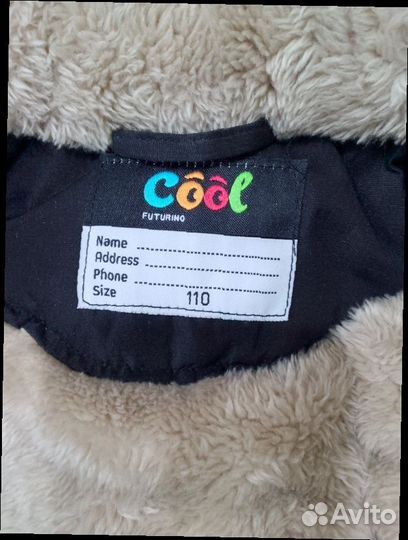 côôl
FUTURINO
Name
Address
Phone
Size 110
Avito